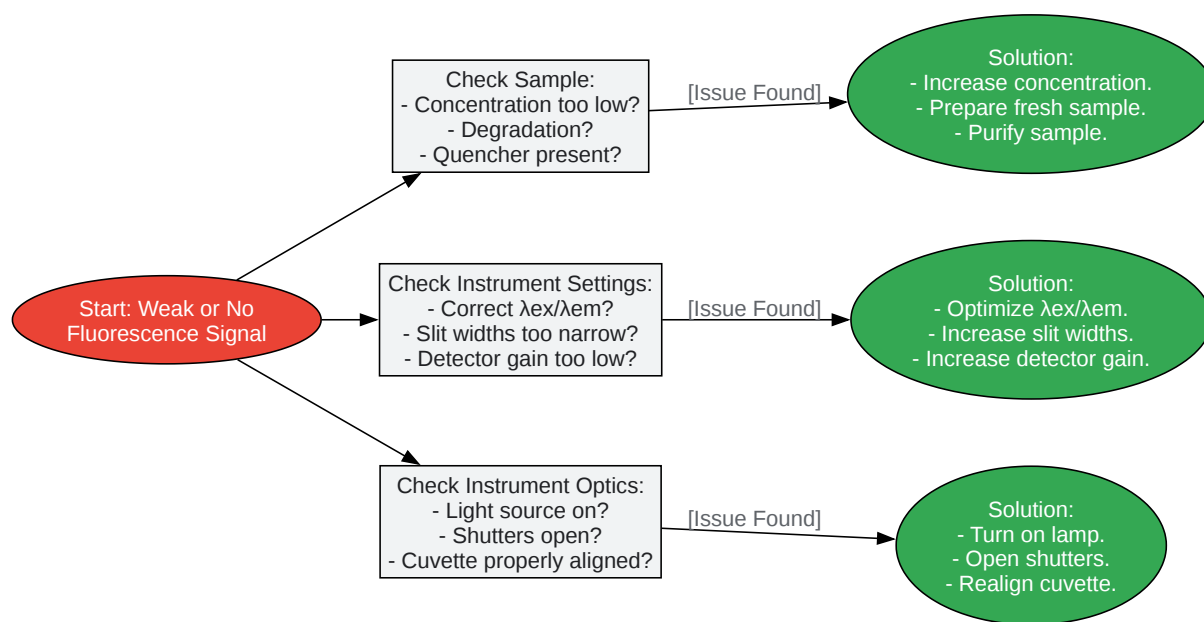 Start: Weak or No
Fluorescence Signal
Check Sample:
- Concentration too low?
- Degradation?
- Quencher present?
[Issue Found]
Solution:
- Increase concentration.
- Prepare fresh sample.
- Purify sample.
Check Instrument Settings:
- Correct λex/λem?
- Slit widths too narrow?
- Detector gain too low?
[Issue Found]
Solution:
- Optimize λex/λem.
- Increase slit widths.
- Increase detector gain.
Check Instrument Optics:
- Light source on?
- Shutters open?
- Cuvette properly aligned?
[Issue Found]
Solution:
- Turn on lamp.
- Open shutters.
- Realign cuvette.